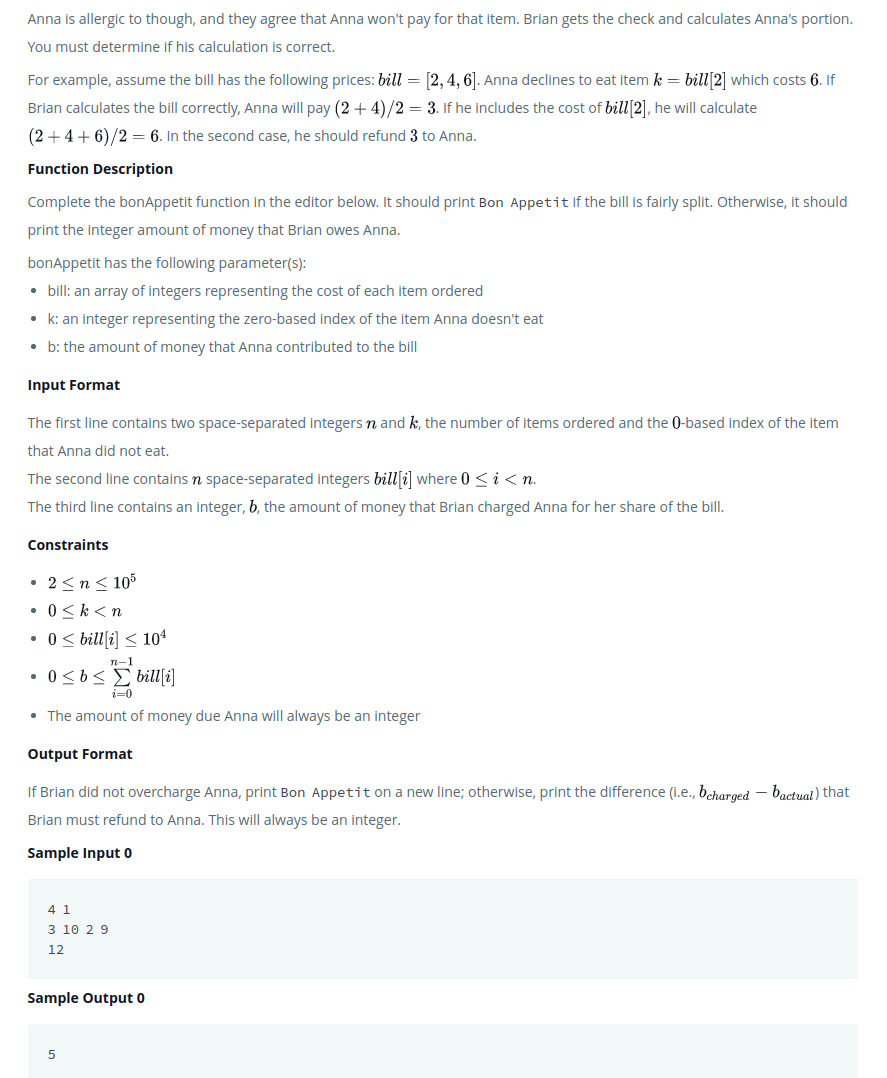 Anna is allergic to though, and they agree that Anna won't pay for that item. Brian gets the check and calculates Anna's portion.
You must determine if his calculation is correct.
For example, assume the bill has the following prices: bill = [2, 4, 6]. Anna declines to eat item k = bill[2] which costs 6. If
Brian calculates the bill correctly, Anna will pay (2 + 4)/2 = 3. If he includes the cost of bill[2], he will calculate
(2 + 4 + 6)/2 = 6. In the second case, he should refund 3 to Anna.
Function Description
Complete the bonAppetit function in the editor below. It should print Bon Appetit if the bill is fairly split. Otherwise, it should
print the integer amount of money that Brian owes Anna.
bonAppetit has the following parameter(s):
• bill: an array of integers representing the cost of each item ordered
• k: an integer representing the zero-based index of the item Anna doesn't eat
• b: the amount of money that Anna contributed to the bill
Input Format
The first line contains two space-separated integers n and k, the number of items ordered and the 0-based index of the item
that Anna did not eat.
The second line contains n space-separated integers bill[i] where 0 ≤ i < n.
The third line contains an integer, b, the amount of money that Brian charged Anna for her share of the bill.
Constraints
• 2 ≤ n ≤ 10^5
• 0 ≤ k < n
• 0 ≤ bill[i] ≤ 10^4
• 0 ≤ b ≤ ∑_{i=0}^{n−1} bill[i]
• The amount of money due Anna will always be an integer
Output Format
If Brian did not overcharge Anna, print Bon Appetit on a new line; otherwise, print the difference (i.e., b_charged − b_actual) that
Brian must refund to Anna. This will always be an integer.
Sample Input 0
4 1
3 10 2 9
12
Sample Output 0
5